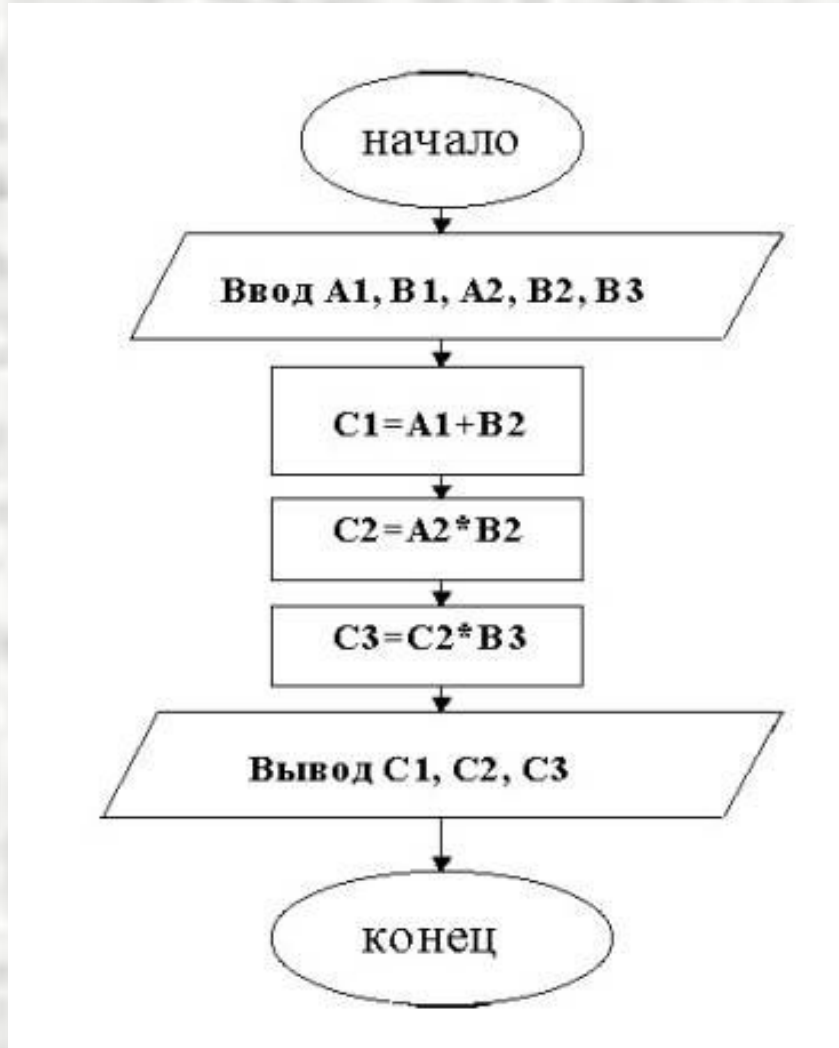 начало
Ввод A1, B1, A2, B2, B3
C1=A1+B2
C2=A2*B2
C3=C2*B3
Вывод C1, C2, C3
конец